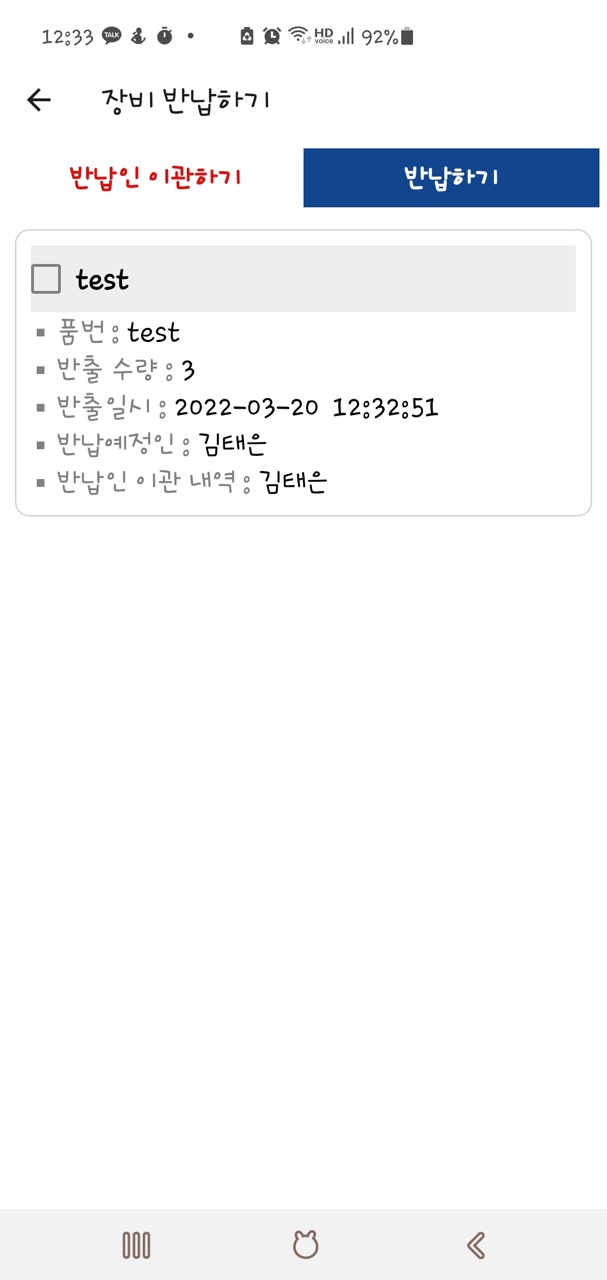 12:33 TALK HD voice 92%
장비 반납하기
반납인 이관하기 반납하기
test
▪ 품번 : test
▪ 반출 수량 : 3
▪ 반출일시 : 2022-03-20 12:32:51
▪ 반납예정인 : 김태은
▪ 반납인 이관 내역 : 김태은